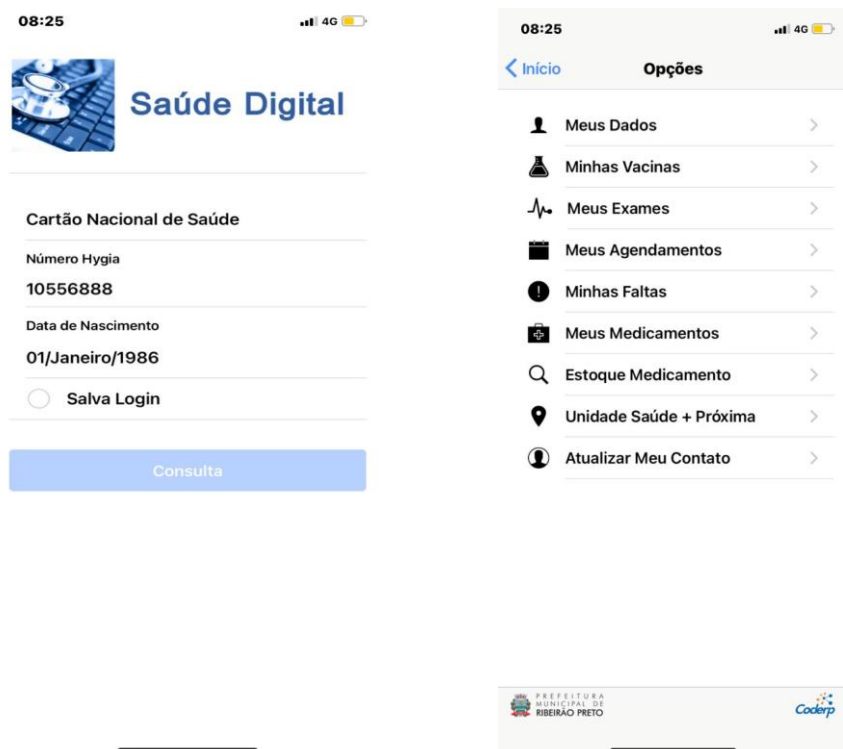 08:25
4G
Saúde Digital
Cartão Nacional de Saúde
Número Hygia
10556888
Data de Nascimento
01/Janeiro/1986
Salva Login
Consulta
08:25
4G
Início
Opções
Meus Dados
Minhas Vacinas
Meus Exames
Meus Agendamentos
Minhas Faltas
Meus Medicamentos
Estoque Medicamento
Unidade Saúde + Próxima
Atualizar Meu Contato
PREFEITURA
MUNICIPAL DE
RIBEIRÃO PRETO
Coderp